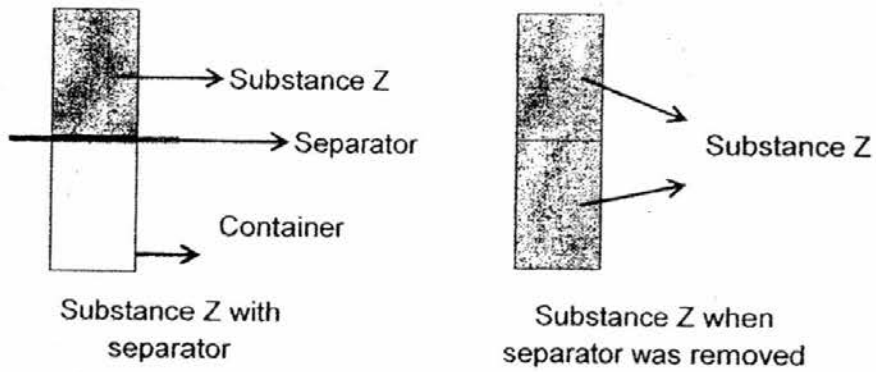 Substance Z
Separator
Container
Substance Z with
separator
Substance Z
Substance Z when
separator was removed